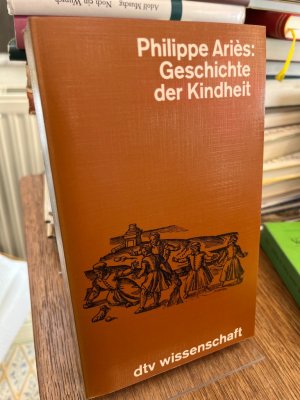 Adolf Muschg Noch ein Wunsch
Philippe Ariès:
Geschichte
der Kindheit
dtv wissenschaft